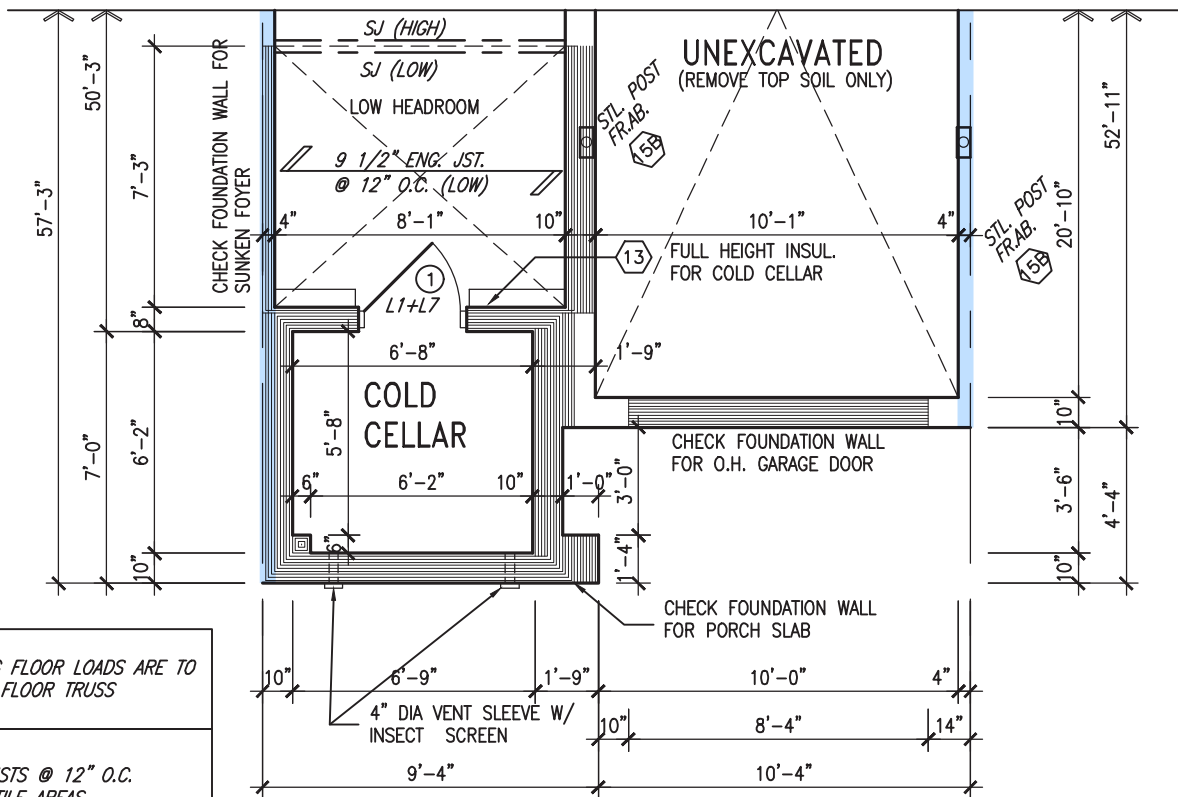 SJ (HIGH)
SJ (LOW)
LOW HEADROOM
9 1/2" ENG. JST.
@ 12" O.C. (LOW)
UNEXCAVATED
(REMOVE TOP SOIL ONLY)
STL. POST
FR.AB.
15B
STL. POST
FR.AB.
15B
CHECK FOUNDATION WALL FOR
SUNKEN FOYER
57'-3"
50'-3"
7'-3"
8"
7'-0"
6'-2"
10"
4"
8'-1"
10"
10'-1"
4"
52'-11"
20'-10"
13
FULL HEIGHT INSUL.
FOR COLD CELLAR
1
L1+L7
6'-8"
1'-9"
COLD
CELLAR
5'-8"
6"
6'-2"
10"
1'-0"
6"
3'-0"
1'-4"
CHECK FOUNDATION WALL
FOR O.H. GARAGE DOOR
10"
3'-6"
4'-4"
10"
CHECK FOUNDATION WALL
FOR PORCH SLAB
10"
6'-9"
1'-9"
10'-0"
4"
4" DIA VENT SLEEVE W/
INSECT SCREEN
10"
8'-4"
14"
9'-4"
10'-4"
FLOOR LOADS ARE TO
FLOOR TRUSS
@ 12" O.C.